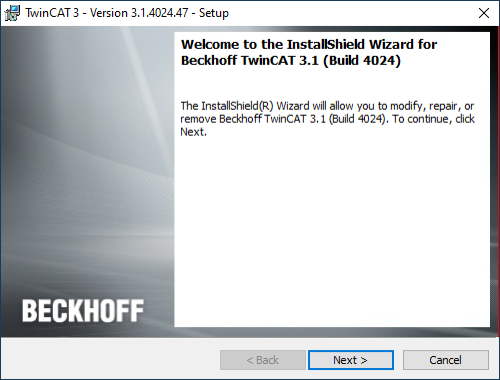 TwinCAT 3 - Version 3.1.4024.47 - Setup
Welcome to the InstallShield Wizard for
Beckhoff TwinCAT 3.1 (Build 4024)
The InstallShield(R) Wizard will allow you to modify, repair, or
remove Beckhoff TwinCAT 3.1 (Build 4024). To continue, click
Next.
BECKHOFF
< Back
Next >
Cancel